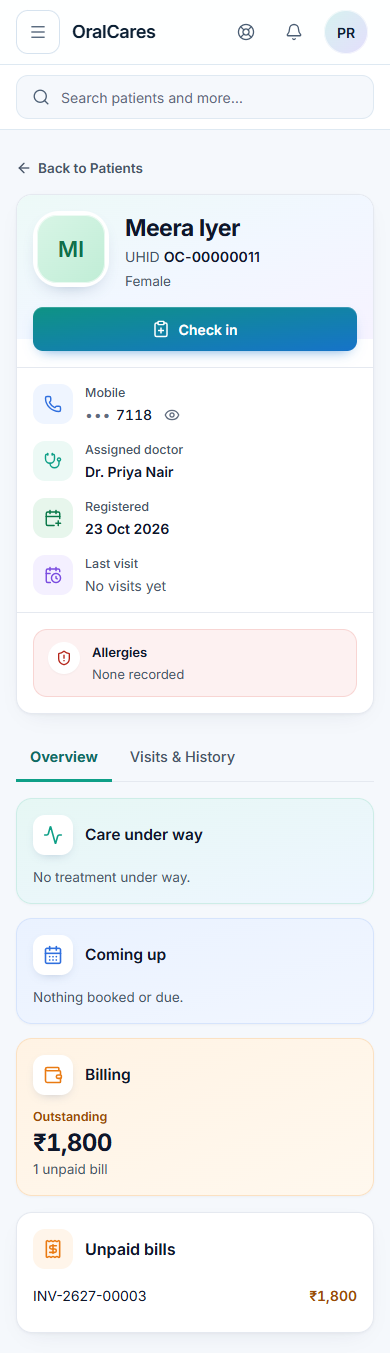 OralCares
PR
Search patients and more...
Back to Patients
MI
Meera Iyer
UHID OC-00000011
Female
Check in
Mobile
••• 7118
Assigned doctor
Dr. Priya Nair
Registered
23 Oct 2026
Last visit
No visits yet
Allergies
None recorded
Overview
Visits & History
Care under way
No treatment under way.
Coming up
Nothing booked or due.
Billing
Outstanding
₹1,800
1 unpaid bill
Unpaid bills
INV-2627-00003
₹1,800